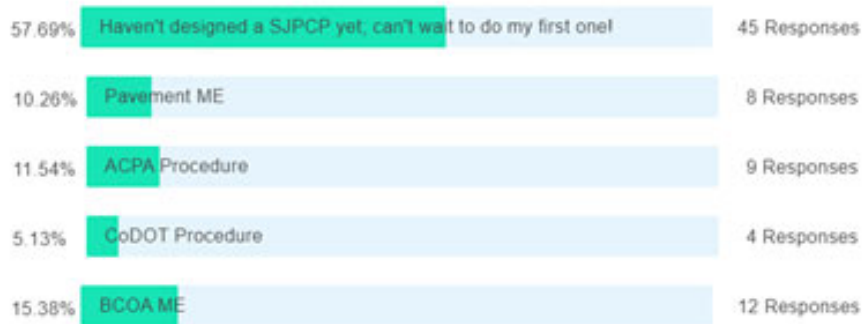 57.69% Haven't designed a SJPCP yet; can't wait to do my first one! 45 Responses
10.26% Pavement ME 8 Responses
11.54% ACPA Procedure 9 Responses
5.13% CoDOT Procedure 4 Responses
15.38% BCOA ME 12 Responses